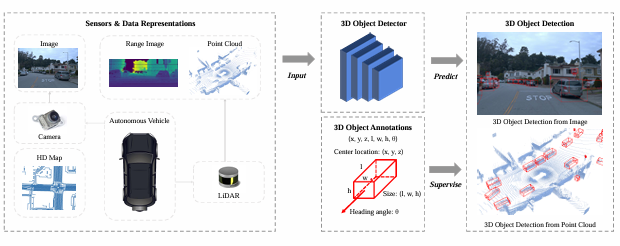 Sensors & Data Representations
Image
Range Image
Point Cloud
Camera
Autonomous Vehicle
HD Map
LiDAR
Input
3D Object Detector
3D Object Annotations
(x, y, z, l, w, h, θ)
Center location: (x, y, z)
l
w
h
Size: (l, w, h)
Heading angle: θ
Predict
Supervise
3D Object Detection
STOP
3D Object Detection from Image
3D Object Detection from Point Cloud